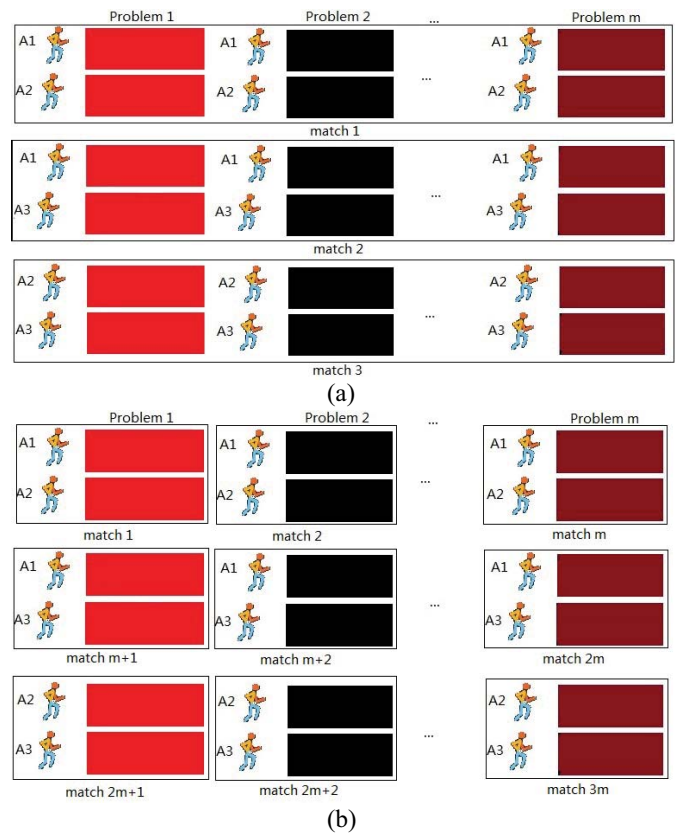 Problem 1 Problem 2 ... Problem m
A1 A1 A1
A2 A2 ... A2
match 1
A1 A1 A1
A3 A3 ... A3
match 2
A2 A2 A2
A3 A3 ... A3
match 3
(a)
Problem 1 Problem 2 ... Problem m
A1 A1 A1
A2 A2 ... A2
match 1 match 2 match m
A1 A1 A1
A3 A3 ... A3
match m+1 match m+2 match 2m
A2 A2 A2
A3 A3 ... A3
match 2m+1 match 2m+2 match 3m
(b)